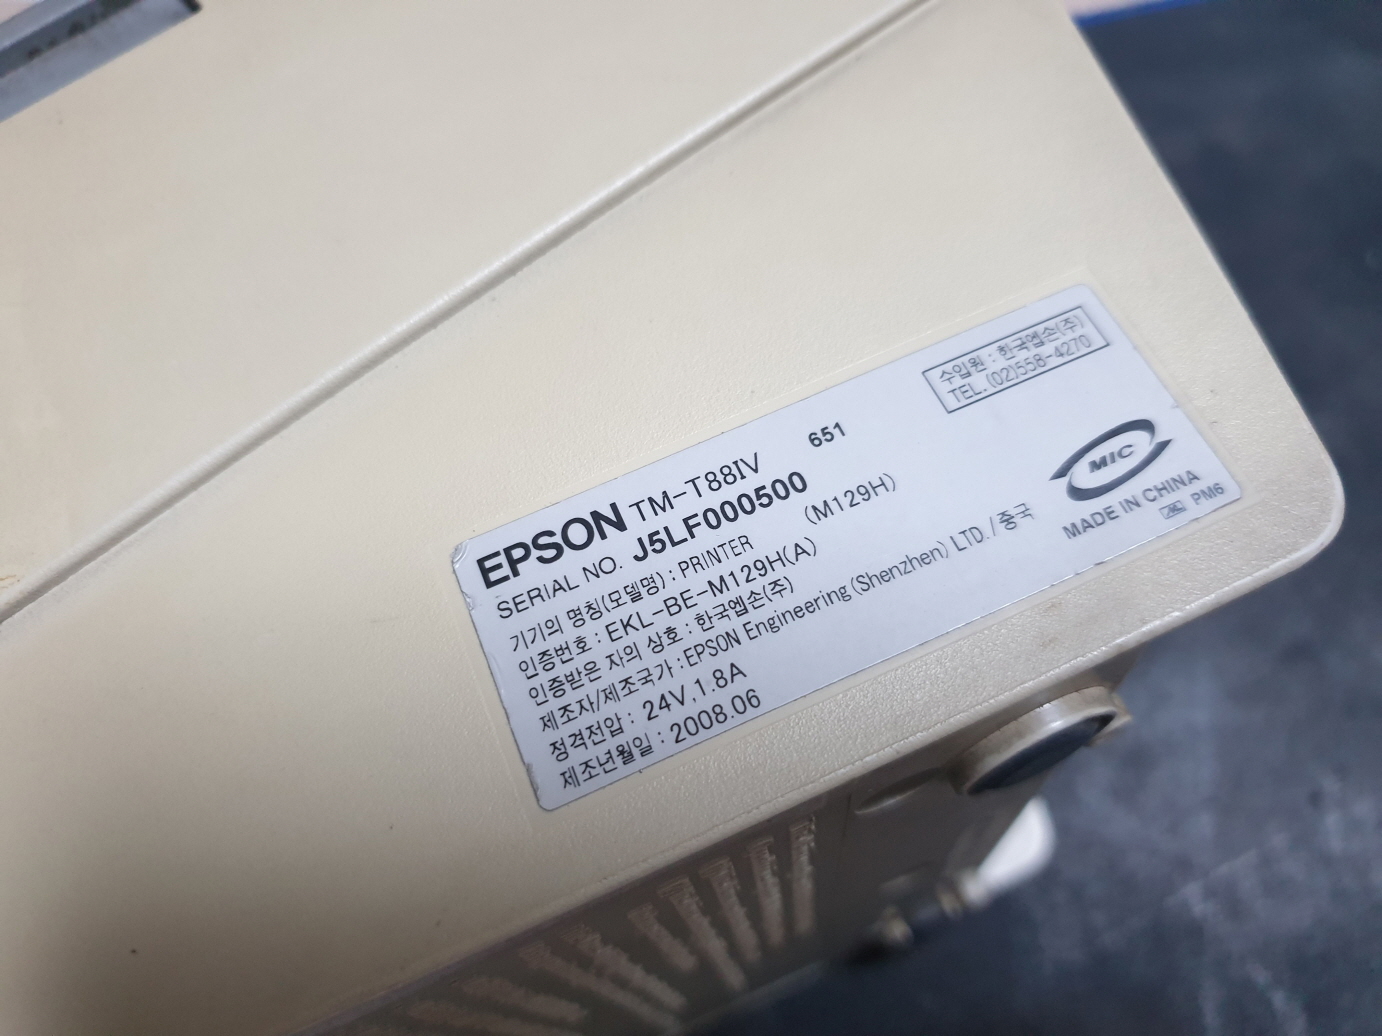 수입원 : 한국엡손(주)
TEL.(02)558-4270
EPSON TM-T88IV 651
SERIAL NO. J5LF000500
기기의 명칭(모델명) : PRINTER (M129H)
인증번호 : EKL-BE-M129H(A)
인증받은 자의 상호 : 한국엡손(주)
제조자/제조국가 : EPSON Engineering(Shenzhen) LTD./중국
정격전압 : 24V,1.8A
제조년월일 : 2008.06
MIC
MADE IN CHINA
PM6